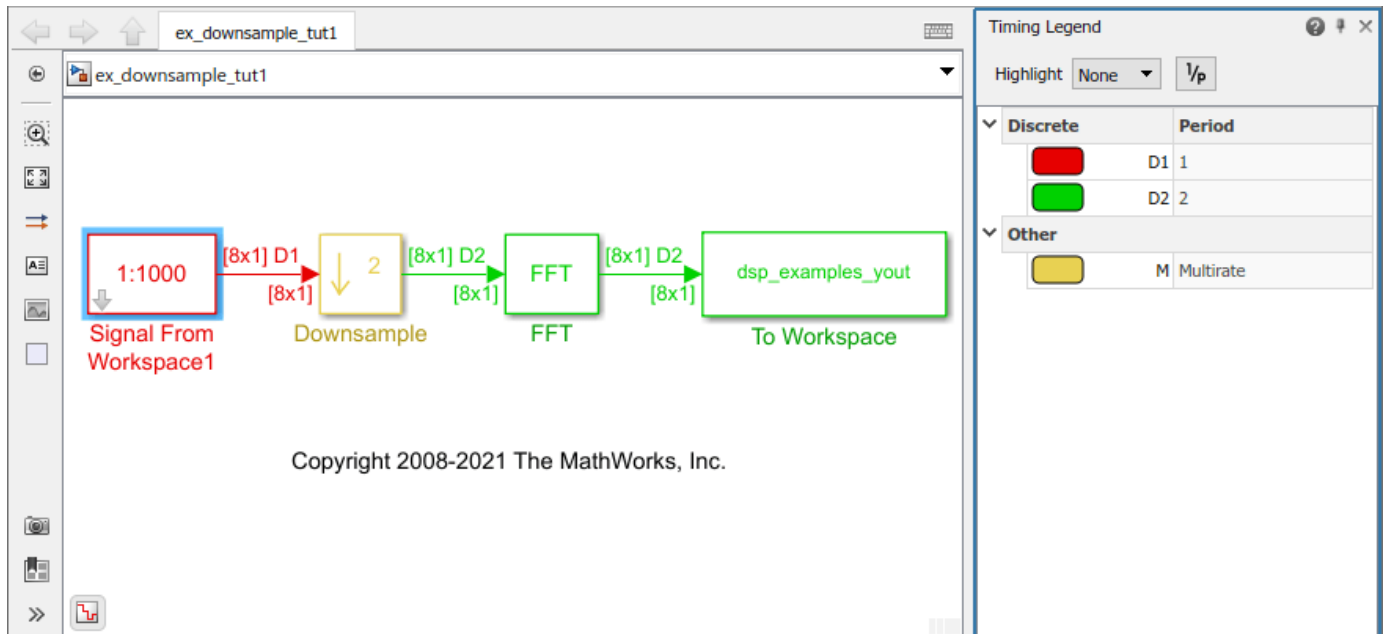 ex_downsample_tut1
ex_downsample_tut1
Timing Legend
Highlight None 1/p
Discrete Period
D1 1
D2 2
Other
M Multirate
1:1000
[8x1] D1
[8x1]
2
[8x1] D2
[8x1]
FFT
[8x1] D2
[8x1]
dsp_examples_yout
Signal From
Workspace1
Downsample
FFT
To Workspace
Copyright 2008-2021 The MathWorks, Inc.